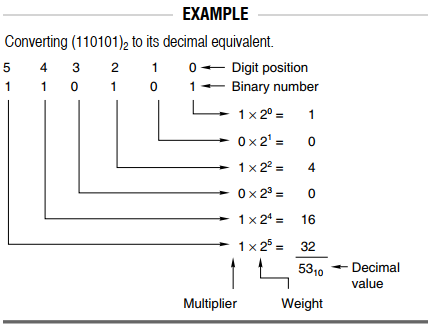 EXAMPLE
Converting (110101)₂ to its decimal equivalent.
5 4 3 2 1 0 Digit position
1 1 0 1 0 1 Binary number
1 × 2⁰ = 1
0 × 2¹ = 0
1 × 2² = 4
0 × 2³ = 0
1 × 2⁴ = 16
1 × 2⁵ = 32
53₁₀ Decimal
value
Multiplier Weight